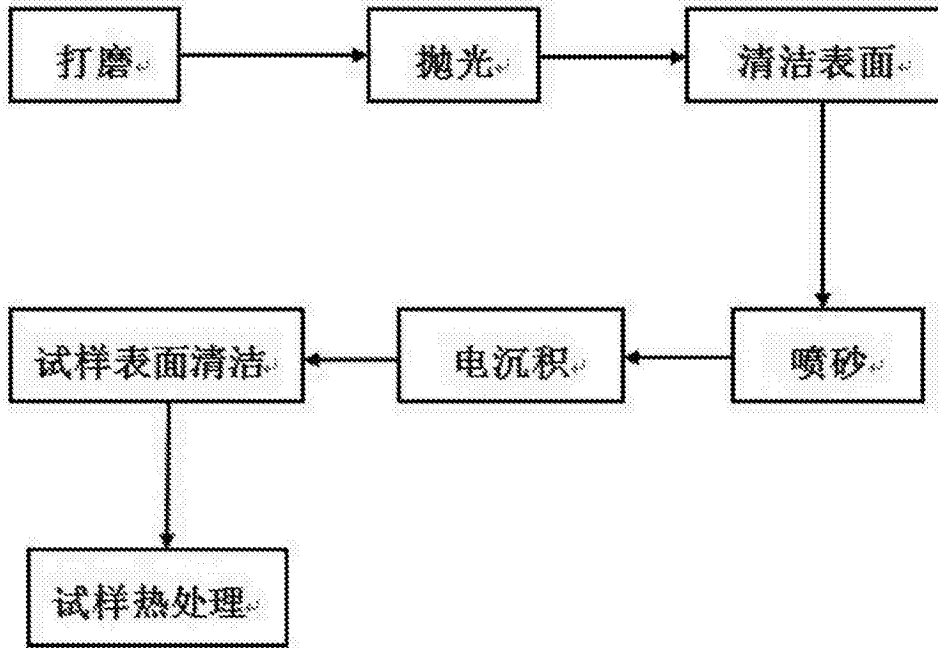 打磨
抛光
清洁表面
喷砂
电沉积
试样表面清洁
试样热处理